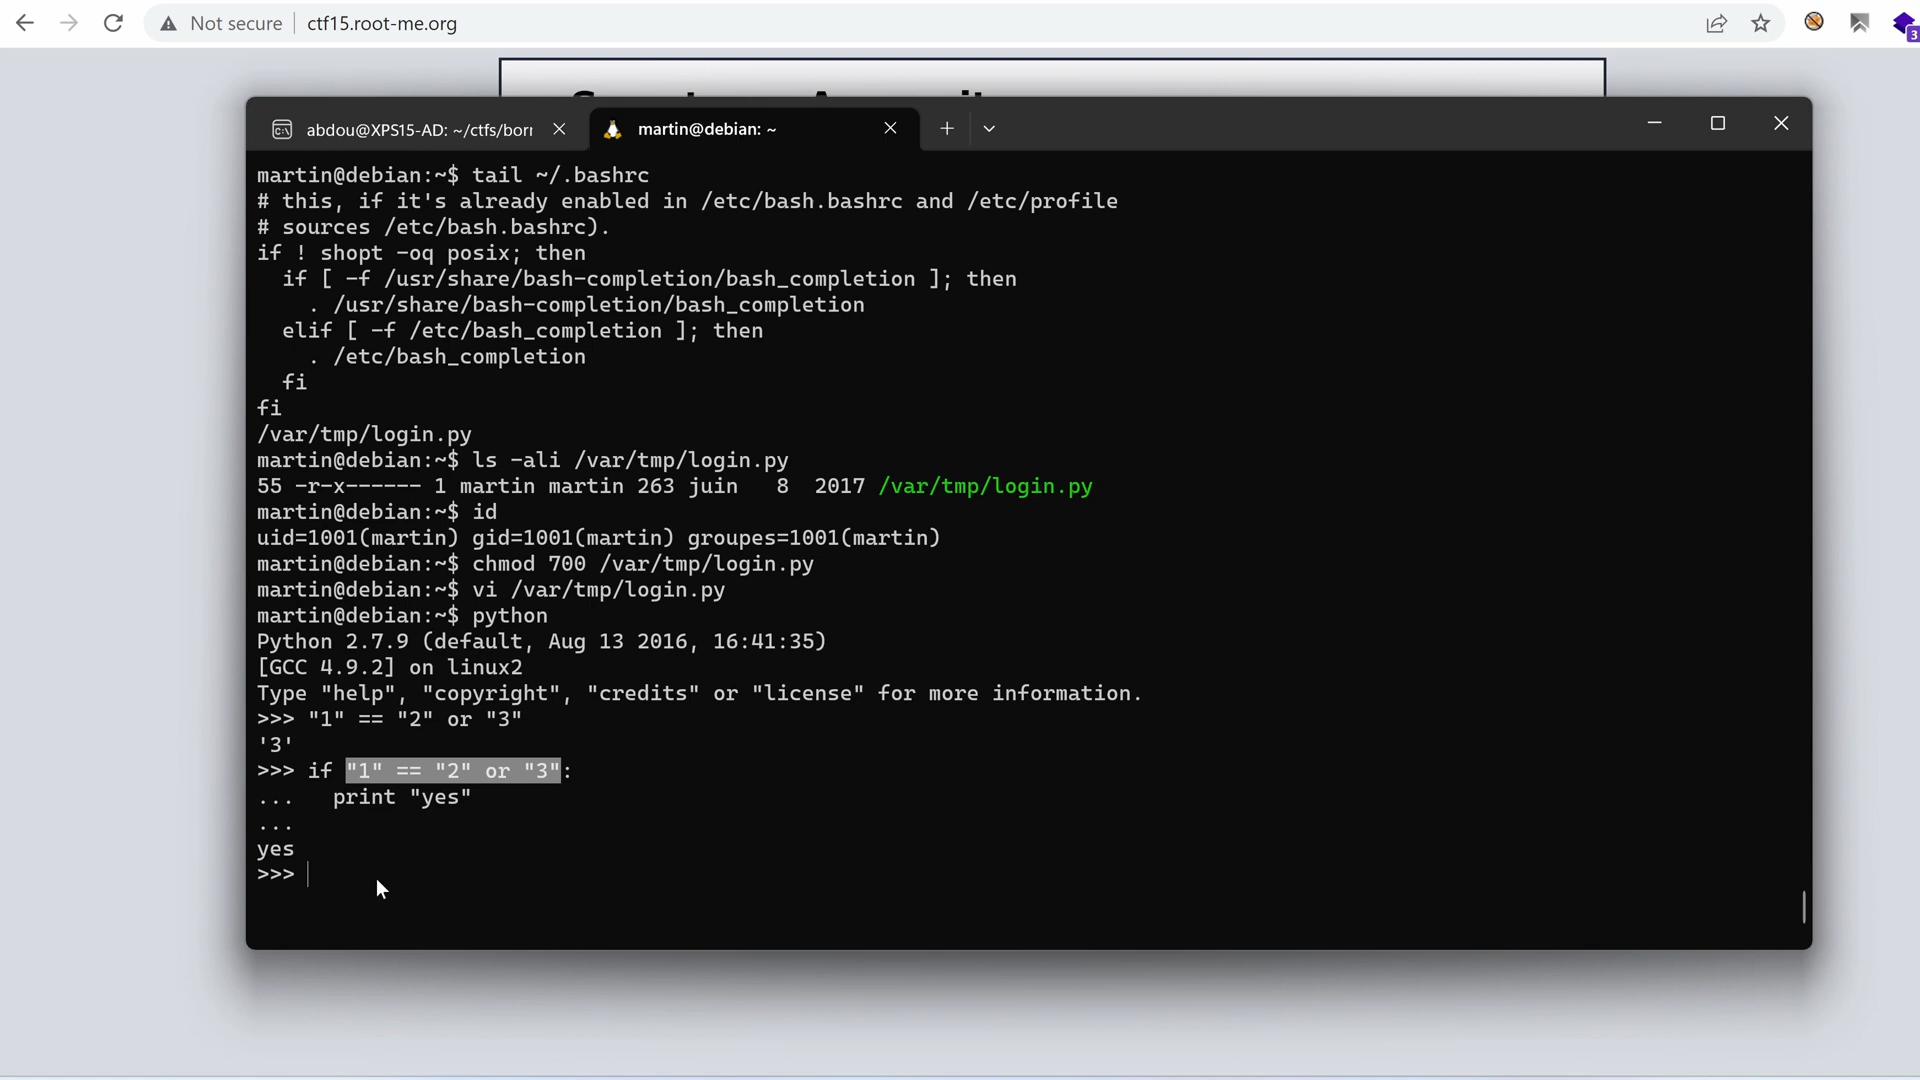 Not secure
ctf15.root-me.org
3
abdou@XPS15-AD: ~/ctfs/borr
martin@debian: ~
martin@debian:~$ tail ~/.bashrc
# this, if it's already enabled in /etc/bash.bashrc and /etc/profile
# sources /etc/bash.bashrc).
if ! shopt -oq posix; then
  if [ -f /usr/share/bash-completion/bash_completion ]; then
    . /usr/share/bash-completion/bash_completion
  elif [ -f /etc/bash_completion ]; then
    . /etc/bash_completion
  fi
fi
/var/tmp/login.py
martin@debian:~$ ls -ali /var/tmp/login.py
55 -r-x------ 1 martin martin 263 juin   8  2017 /var/tmp/login.py
martin@debian:~$ id
uid=1001(martin) gid=1001(martin) groupes=1001(martin)
martin@debian:~$ chmod 700 /var/tmp/login.py
martin@debian:~$ vi /var/tmp/login.py
martin@debian:~$ python
Python 2.7.9 (default, Aug 13 2016, 16:41:35)
[GCC 4.9.2] on linux2
Type "help", "copyright", "credits" or "license" for more information.
>>> "1" == "2" or "3"
'3'
>>> if "1" == "2" or "3":
...   print "yes"
...
yes
>>>